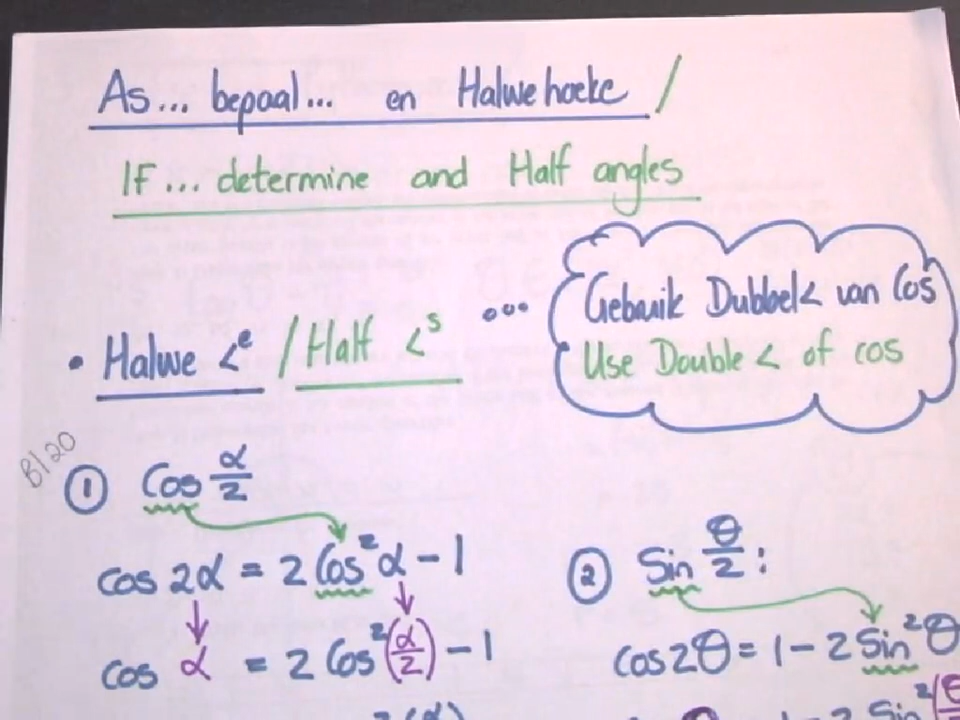 As... bepaal... en Halwe hoeke /
If... determine and Half angles
• Halwe <ᵉ / Half <ˢ ...
Gebruik Dubbel< van Cos
Use Double < of cos
B120
① Cos α/2
cos 2α = 2 Cos²α − 1
cos α = 2 Cos²(α/2) − 1
② Sin θ/2 :
cos 2θ = 1 − 2 Sin²θ